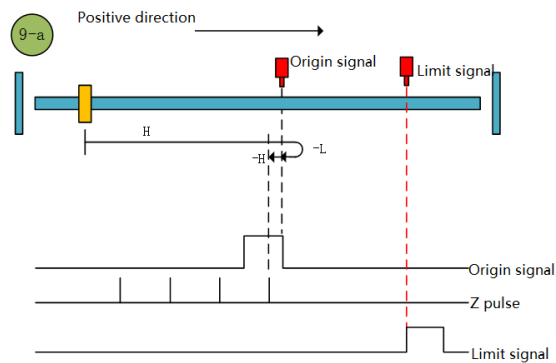 9-a
Positive direction
Origin signal
Limit signal
H
-L
-H
Origin signal
Z pulse
Limit signal